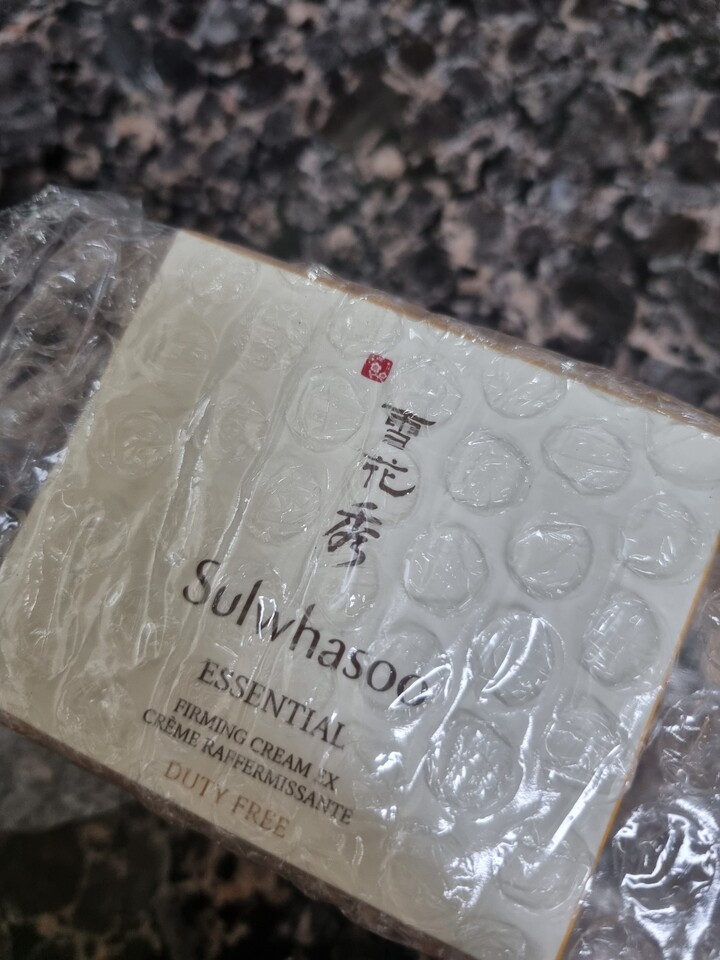 雪花秀
Sulwhasoo
ESSENTIAL
FIRMING CREAM EX
CRÈME RAFFERMISSANTE
DUTY FREE